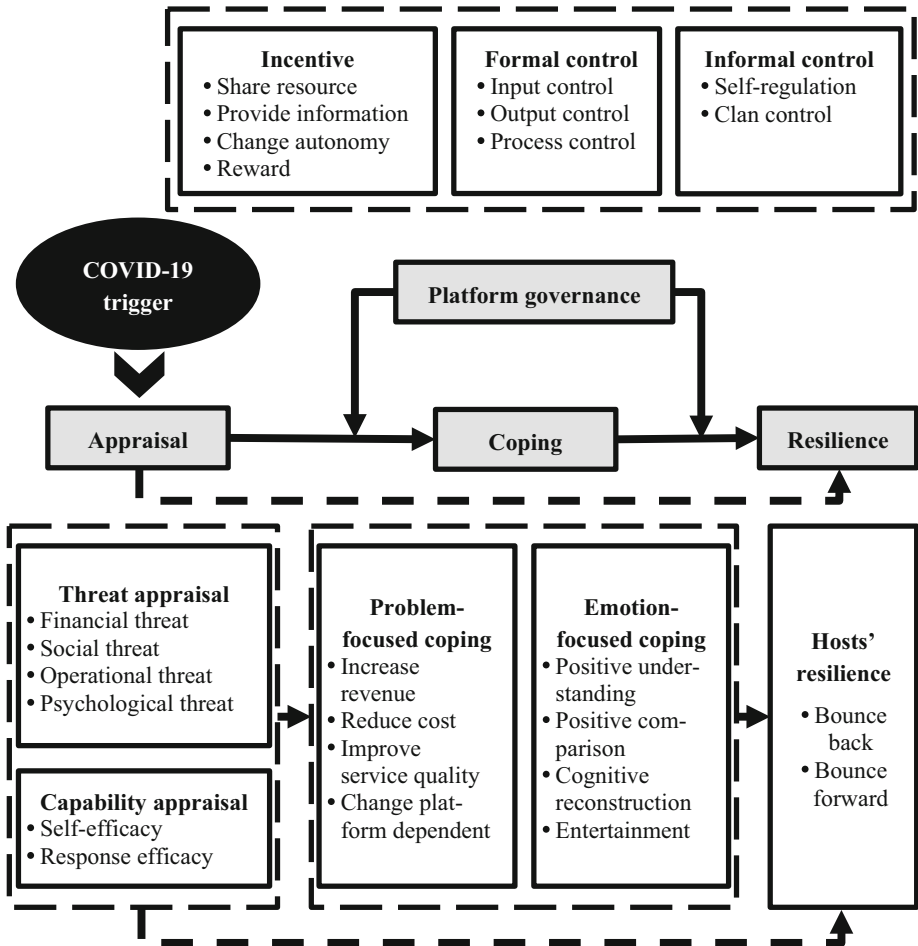 Incentive
• Share resource
• Provide information
• Change autonomy
• Reward
Formal control
• Input control
• Output control
• Process control
Informal control
• Self-regulation
• Clan control
COVID-19
trigger
Platform governance
Appraisal
Coping
Resilience
Threat appraisal
• Financial threat
• Social threat
• Operational threat
• Psychological threat
Capability appraisal
• Self-efficacy
• Response efficacy
Problem-
focused coping
• Increase
revenue
• Reduce cost
• Improve
service quality
• Change plat-
form dependent
Emotion-
focused coping
• Positive under-
standing
• Positive com-
parison
• Cognitive
reconstruction
• Entertainment
Hosts’
resilience
• Bounce
back
• Bounce
forward